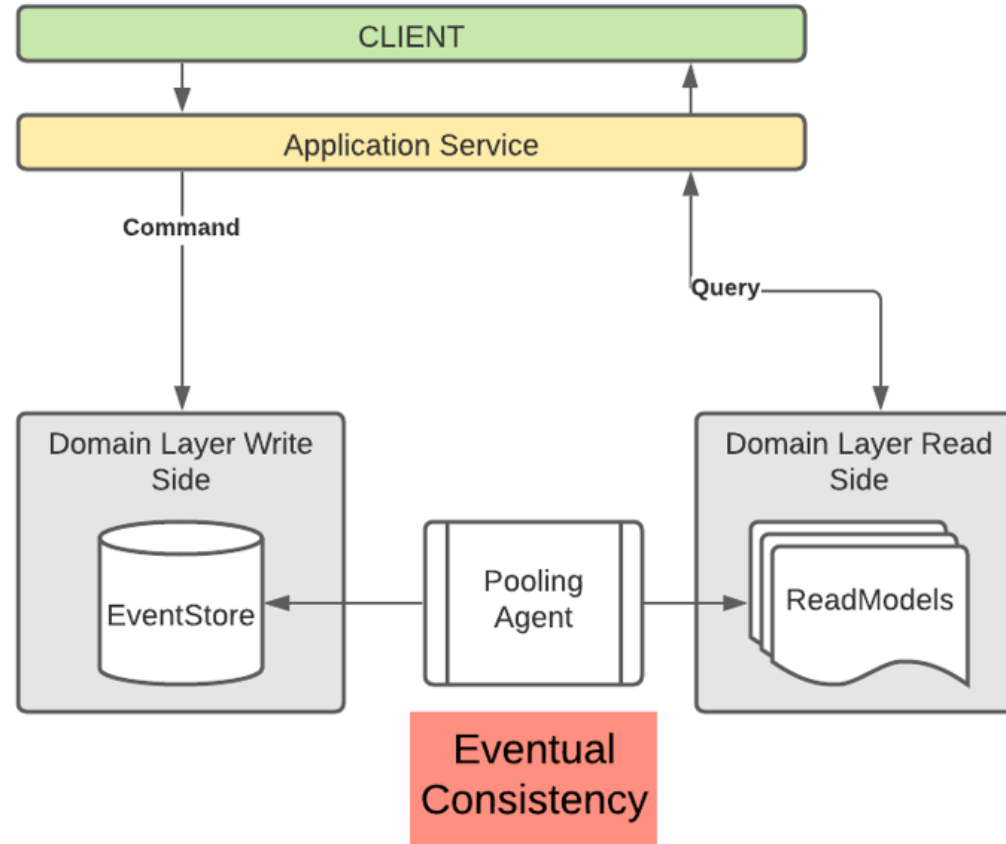 CLIENT
Application Service
Command
Query
Domain Layer Write
Side
Domain Layer Read
Side
EventStore
Pooling
Agent
ReadModels
Eventual
Consistency